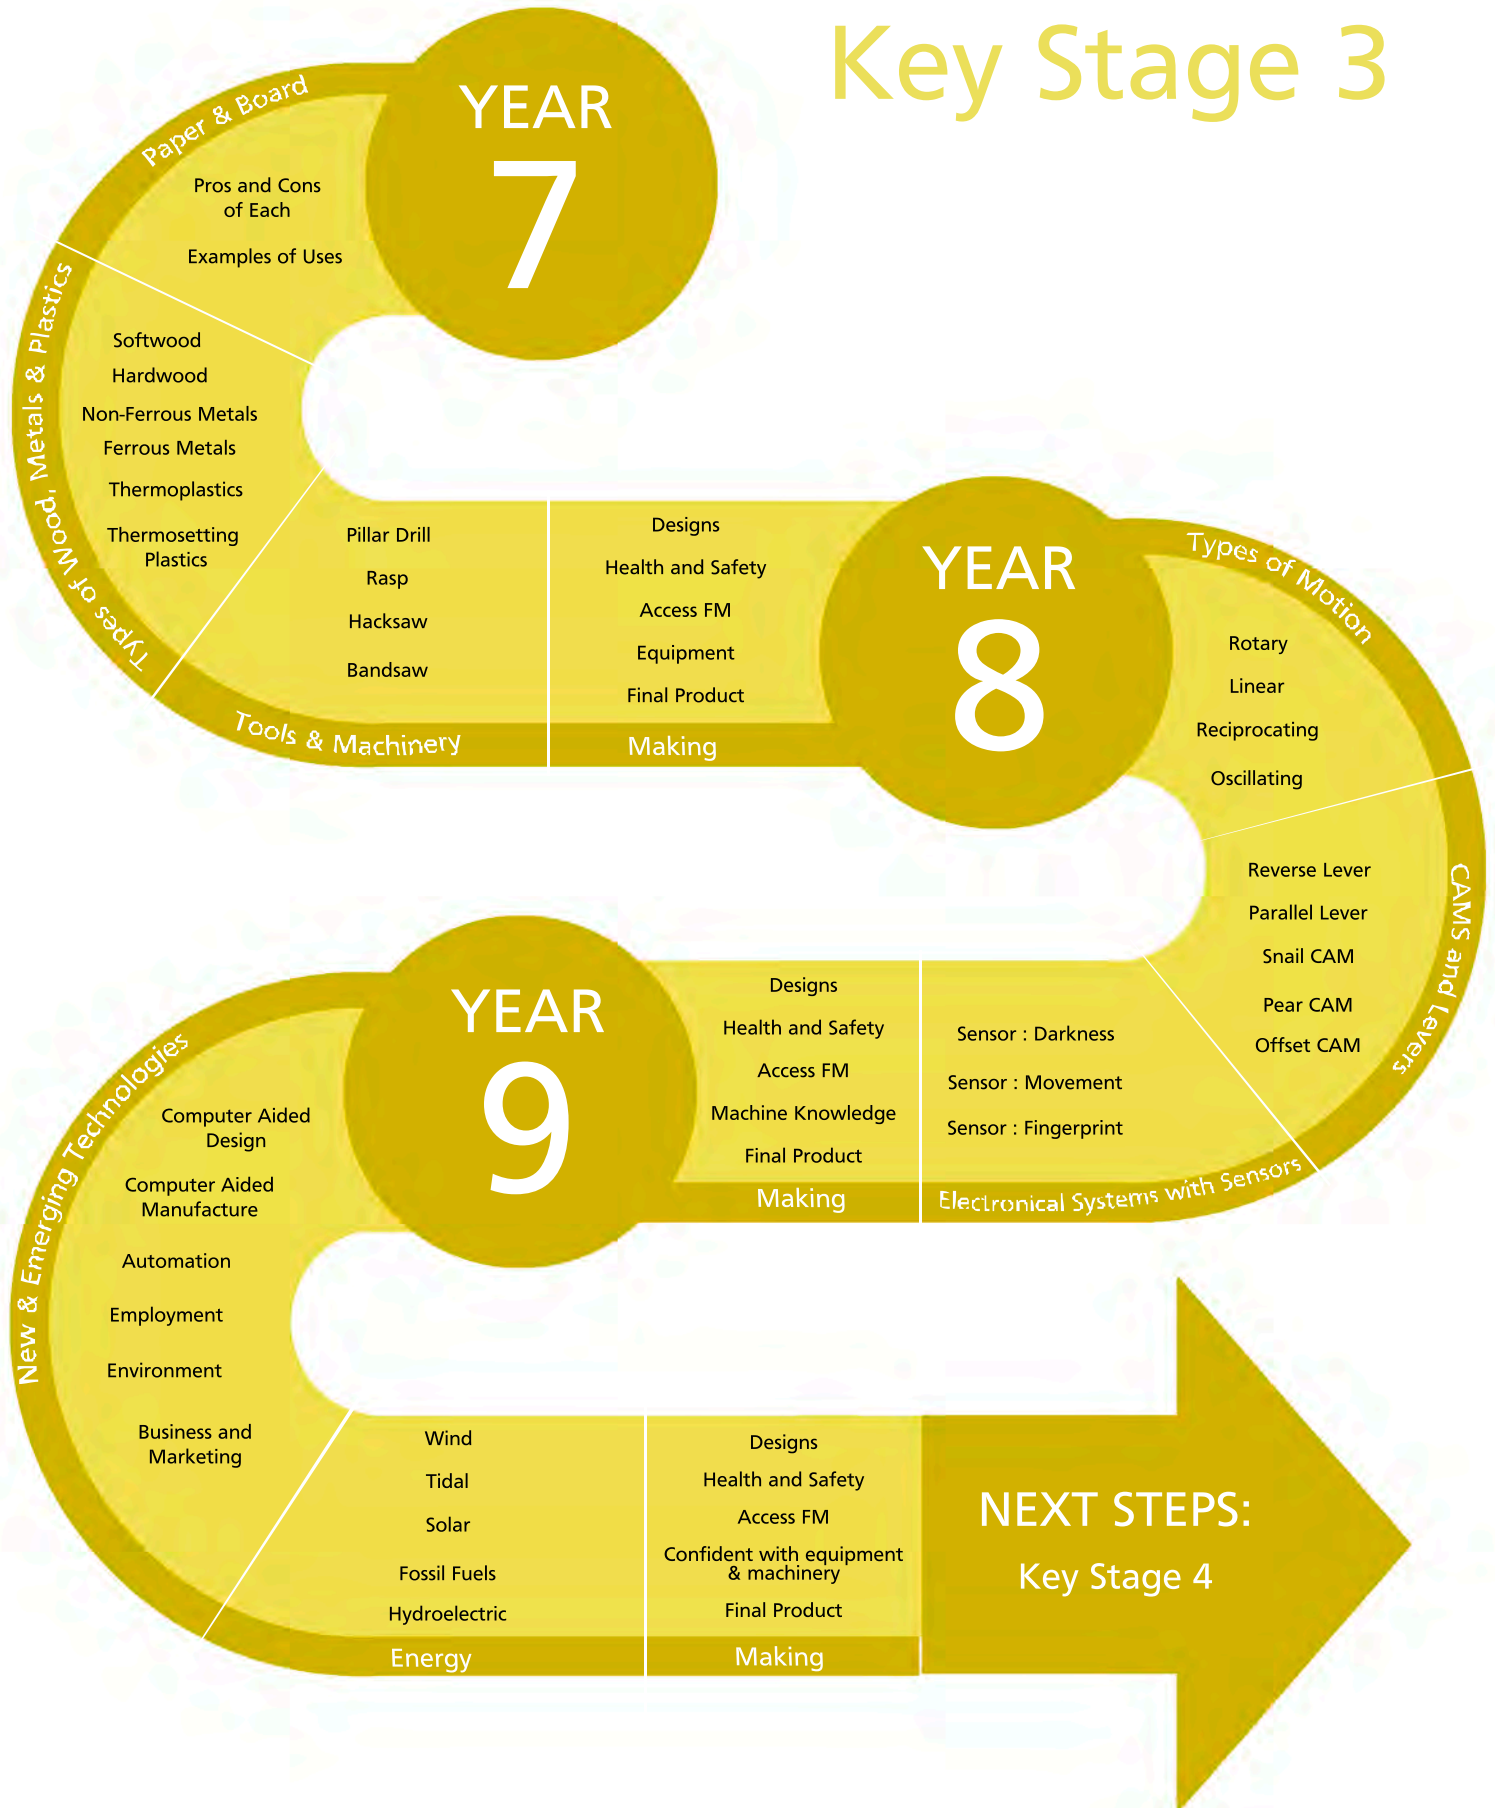 Key Stage 3
YEAR
7
Paper & Board
Pros and Cons
of Each
Examples of Uses
Types of Wood, Metals & Plastics
Softwood
Hardwood
Non-Ferrous Metals
Ferrous Metals
Thermoplastics
Thermosetting
Plastics
Tools & Machinery
Pillar Drill
Rasp
Hacksaw
Bandsaw
Making
Designs
Health and Safety
Access FM
Equipment
Final Product
YEAR
8
Types of Motion
Rotary
Linear
Reciprocating
Oscillating
CAMS and Levers
Reverse Lever
Parallel Lever
Snail CAM
Pear CAM
Offset CAM
Electronical Systems with Sensors
Sensor : Darkness
Sensor : Movement
Sensor : Fingerprint
Making
Designs
Health and Safety
Access FM
Machine Knowledge
Final Product
YEAR
9
New & Emerging Technologies
Computer Aided
Design
Computer Aided
Manufacture
Automation
Employment
Environment
Business and
Marketing
Energy
Wind
Tidal
Solar
Fossil Fuels
Hydroelectric
Making
Designs
Health and Safety
Access FM
Confident with equipment
& machinery
Final Product
NEXT STEPS:
Key Stage 4